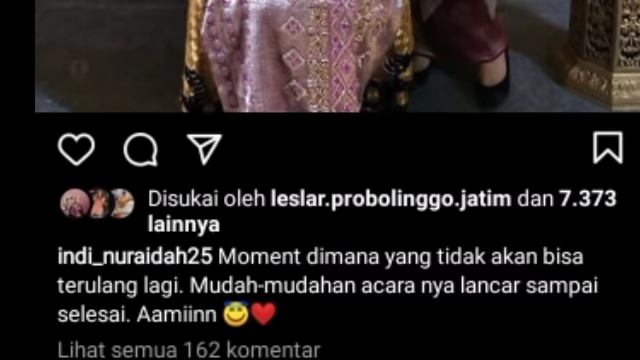 Disukai oleh leslar.probolinggo.jatim dan 7.373
lainnya
indi_nuraidah25 Moment dimana yang tidak akan bisa
terulang lagi. Mudah-mudahan acara nya lancar sampai
selesai. Aamiinn 😇❤️
Lihat semua 162 komentar